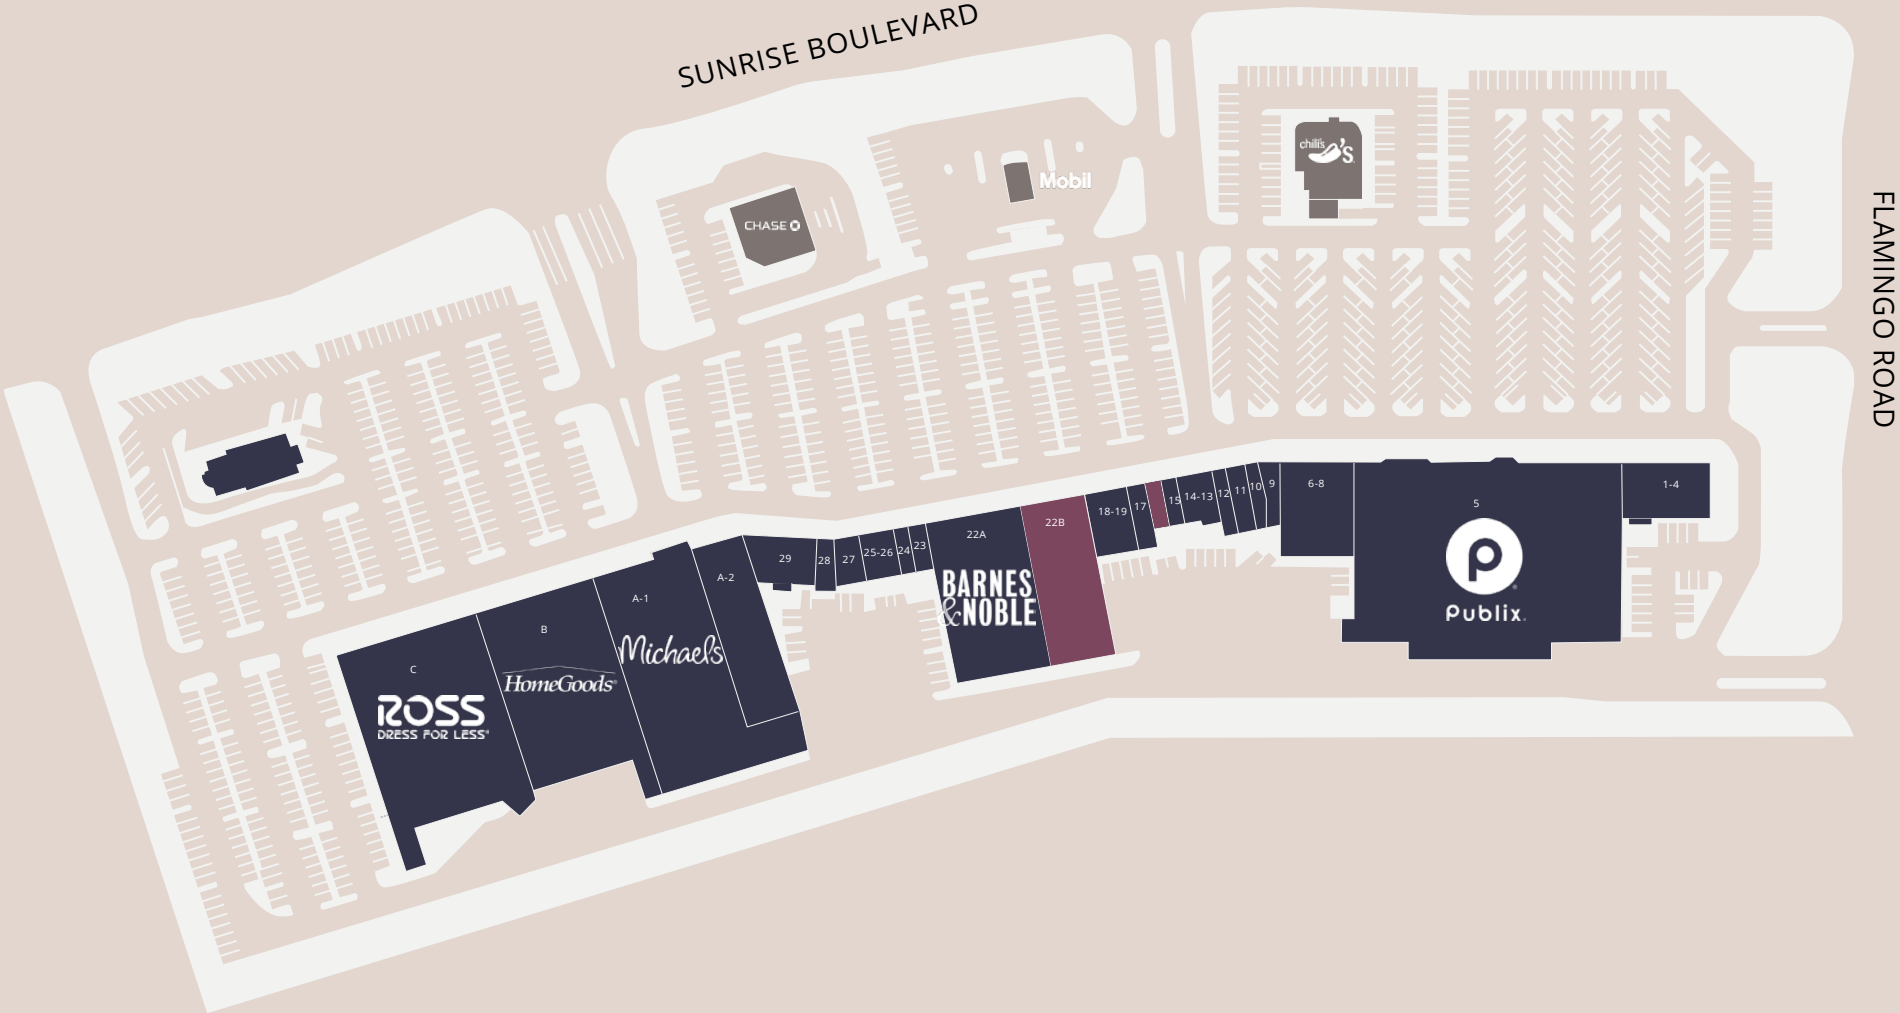 SUNRISE BOULEVARD
FLAMINGO ROAD
chili's
's
Mobil
CHASE
C
ROSS
DRESS FOR LESS
B
HomeGoods
A-1
Michaels
A-2
29
28
27
25-26
24
23
22A
BARNES
&NOBLE
22B
18-19
17
15
14-13
12
11
10
9
6-8
5
P
Publix.
1-4